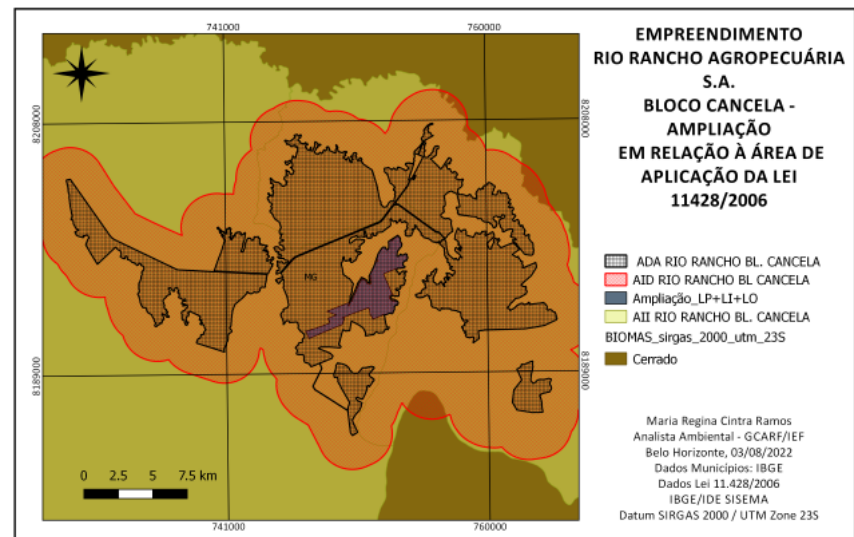 741000
760000
8208000
8208000
MG
8189000
8189000
0 2.5 5 7.5 km
741000
760000
EMPREENDIMENTO
RIO RANCHO AGROPECUÁRIA
S.A.
BLOCO CANCELA -
AMPLIAÇÃO
EM RELAÇÃO À ÁREA DE
APLICAÇÃO DA LEI
11428/2006
ADA RIO RANCHO BL. CANCELA
AID RIO RANCHO BL CANCELA
Ampliação_LP+LI+LO
AII RIO RANCHO BL. CANCELA
BIOMAS_sirgas_2000_utm_23S
Cerrado
Maria Regina Cintra Ramos
Analista Ambiental - GCARF/IEF
Belo Horizonte, 03/08/2022
Dados Municípios: IBGE
Dados Lei 11.428/2006
IBGE/IDE SISEMA
Datum SIRGAS 2000 / UTM Zone 23S